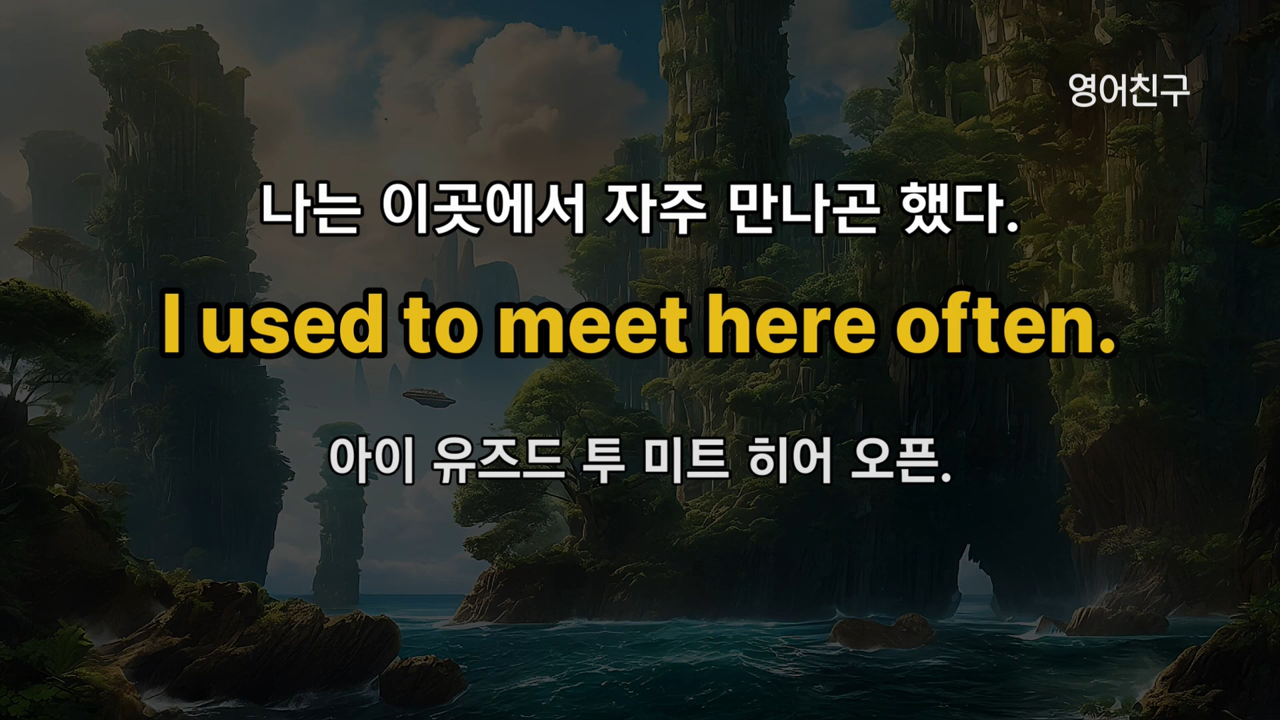 영어친구
나는 이곳에서 자주 만나곤 했다.
I used to meet here often.
아이 유즈드 투 미트 히어 오픈.